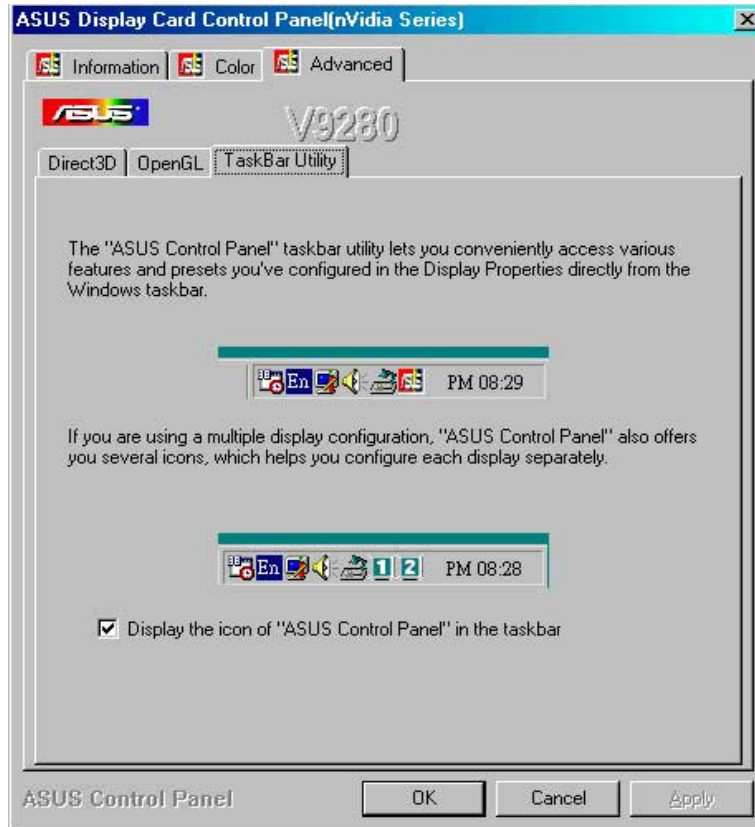 ASUS Display Card Control Panel(nVidia Series)
Information Color Advanced
ASUS
V9280
Direct3D OpenGL TaskBar Utility
The "ASUS Control Panel" taskbar utility lets you conveniently access various
features and presets you've configured in the Display Properties directly from the
Windows taskbar.
En PM 08:29
If you are using a multiple display configuration, "ASUS Control Panel" also offers
you several icons, which helps you configure each display separately.
En 1 2 PM 08:28
Display the icon of "ASUS Control Panel" in the taskbar
ASUS Control Panel OK Cancel Apply